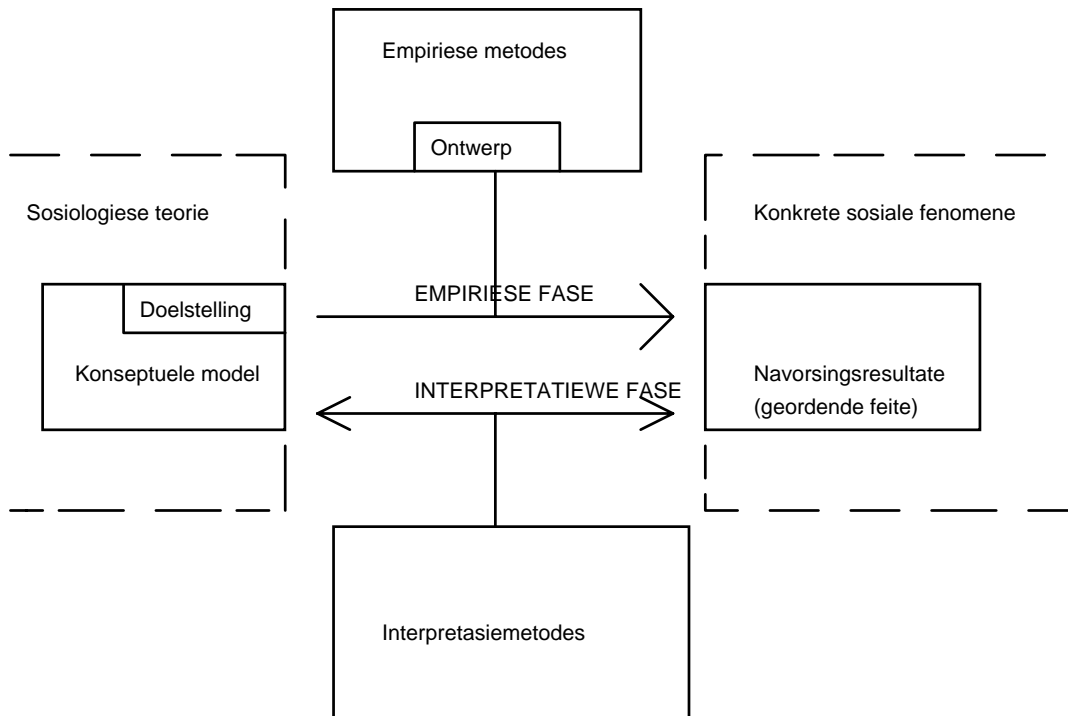 Empiriese metodes
Ontwerp
Sosiologiese teorie
Konkrete sosiale fenomene
EMPIRIESE FASE
Doelstelling
Konseptuele model
INTERPRETATIEWE FASE
Navorsingsresultate
(geordende feite)
Interpretasiemetodes